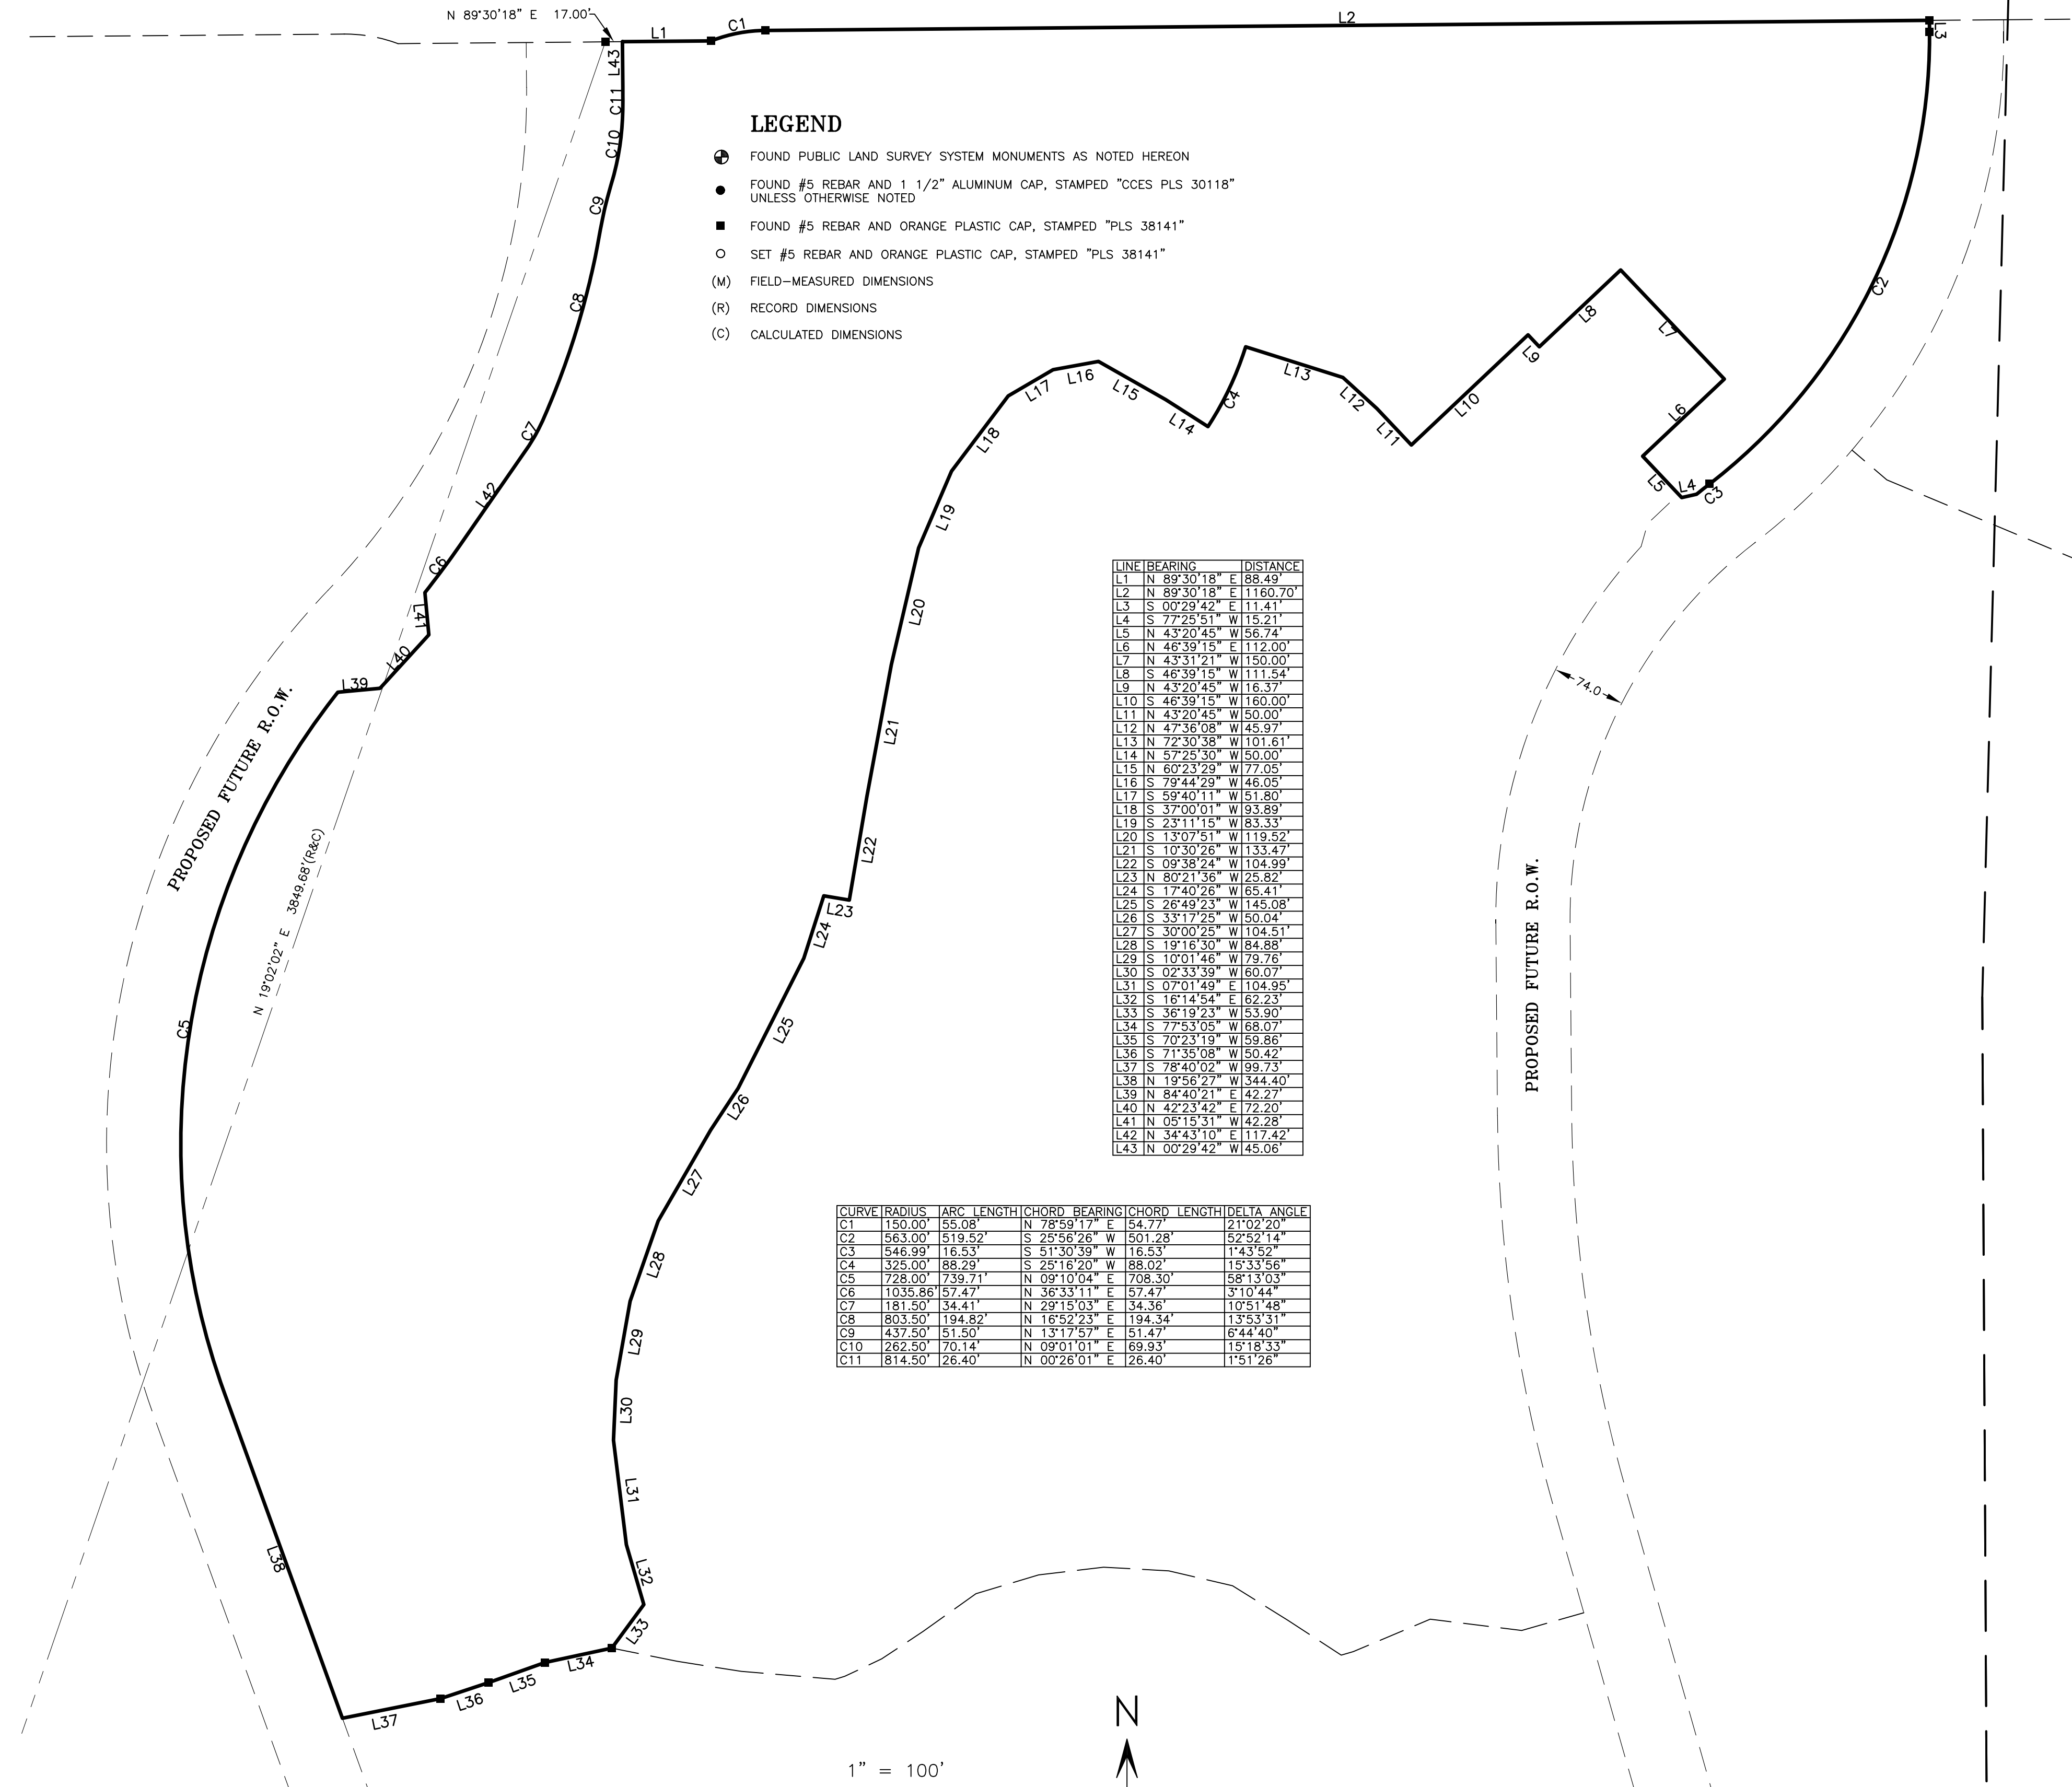 N 89°30'18" E 17.00'
L1
C1
L2
L3
L43
C11
C10
C9
C8
C7
L42
C6
L41
L40
L39
C5
L38
L37
L36
L35
L34
L33
L32
L31
L30
L29
L28
L27
L26
L25
L24
L23
L22
L21
L20
L19
L18
L17
L16
L15
L14
C4
L13
L12
L11
L10
L9
L8
L7
L6
L5
L4
C3
C2
LEGEND
FOUND PUBLIC LAND SURVEY SYSTEM MONUMENTS AS NOTED HEREON
FOUND #5 REBAR AND 1 1/2" ALUMINUM CAP, STAMPED "CCES PLS 30118"
UNLESS OTHERWISE NOTED
FOUND #5 REBAR AND ORANGE PLASTIC CAP, STAMPED "PLS 38141"
SET #5 REBAR AND ORANGE PLASTIC CAP, STAMPED "PLS 38141"
(M) FIELD-MEASURED DIMENSIONS
(R) RECORD DIMENSIONS
(C) CALCULATED DIMENSIONS
PROPOSED FUTURE R.O.W.
N 19°02'02" E 3849.68'(R&C)
74.0
PROPOSED FUTURE R.O.W.
LINE BEARING DISTANCE
L1 N 89°30'18" E 88.49'
L2 N 89°30'18" E 1160.70'
L3 S 00°29'42" E 11.41'
L4 S 77°25'51" W 15.21'
L5 N 43°20'45" W 56.74'
L6 N 46°39'15" E 112.00'
L7 N 43°31'21" W 150.00'
L8 S 46°39'15" W 111.54'
L9 N 43°20'45" W 16.37'
L10 S 46°39'15" W 160.00'
L11 N 43°20'45" W 50.00'
L12 N 47°36'08" W 45.97'
L13 N 72°30'38" W 101.61'
L14 N 57°25'30" W 50.00'
L15 N 60°23'29" W 77.05'
L16 S 79°44'29" W 46.05'
L17 S 59°40'11" W 51.80'
L18 S 37°00'01" W 93.89'
L19 S 23°11'15" W 83.33'
L20 S 13°07'51" W 119.52'
L21 S 10°30'26" W 133.47'
L22 S 09°38'24" W 104.99'
L23 N 80°21'36" W 25.82'
L24 S 17°40'26" W 65.41'
L25 S 26°49'23" W 145.08'
L26 S 33°17'25" W 50.04'
L27 S 30°00'25" W 104.51'
L28 S 19°16'30" W 84.88'
L29 S 10°01'46" W 79.76'
L30 S 02°33'39" W 60.07'
L31 S 07°01'49" E 104.95'
L32 S 16°14'54" E 62.23'
L33 S 36°19'23" W 53.90'
L34 S 77°53'05" W 68.07'
L35 S 70°23'19" W 59.86'
L36 S 71°35'08" W 50.42'
L37 S 78°40'02" W 99.73'
L38 N 19°56'27" W 344.40'
L39 N 84°40'21" E 42.27'
L40 N 42°23'42" E 72.20'
L41 N 05°15'31" W 42.28'
L42 N 34°43'10" E 117.42'
L43 N 00°29'42" W 45.06'
CURVE RADIUS ARC LENGTH CHORD BEARING CHORD LENGTH DELTA ANGLE
C1 150.00' 55.08' N 78°59'17" E 54.77' 21°02'20"
C2 563.00' 519.52' S 25°56'26" W 501.28' 52°52'14"
C3 546.99' 16.53' S 51°30'39" W 16.53' 1°43'52"
C4 325.00' 88.29' S 25°16'20" W 88.02' 15°33'56"
C5 728.00' 739.71' N 09°10'04" E 708.30' 58°13'03"
C6 1035.86' 57.47' N 36°33'11" E 57.47' 3°10'44"
C7 181.50' 34.41' N 29°15'03" E 34.36' 10°51'48"
C8 803.50' 194.82' N 16°52'23" E 194.34' 13°53'31"
C9 437.50' 51.50' N 13°17'57" E 51.47' 6°44'40"
C10 262.50' 70.14' N 09°01'01" E 69.93' 15°18'33"
C11 814.50' 26.40' N 00°26'01" E 26.40' 1°51'26"
N
1" = 100'